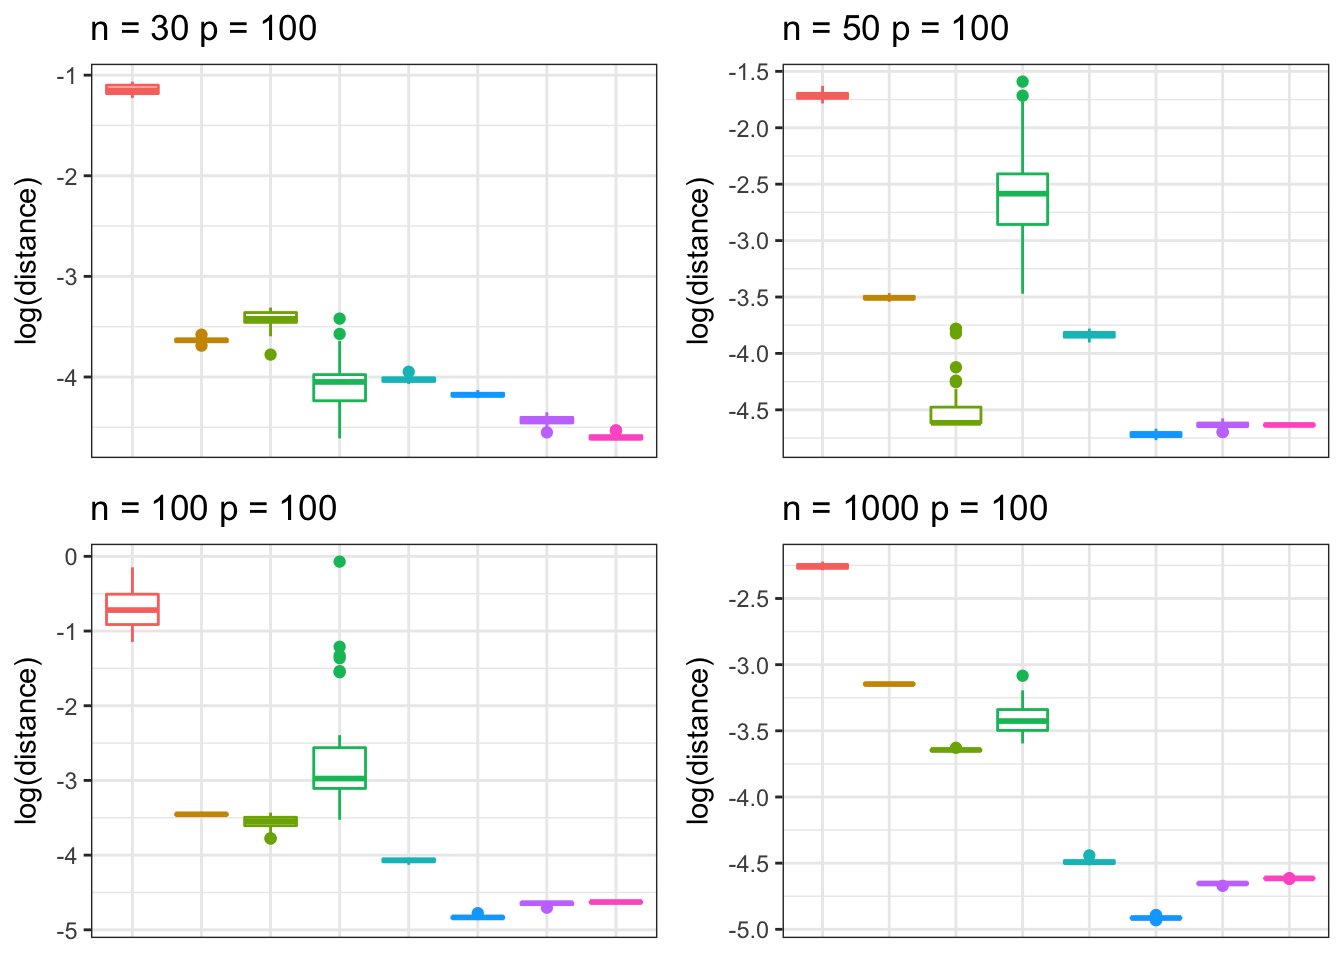 n = 30 p = 100
log(distance)
-1
-2
-3
-4
n = 50 p = 100
log(distance)
-1.5
-2.0
-2.5
-3.0
-3.5
-4.0
-4.5
n = 100 p = 100
log(distance)
0
-1
-2
-3
-4
-5
n = 1000 p = 100
log(distance)
-2.5
-3.0
-3.5
-4.0
-4.5
-5.0